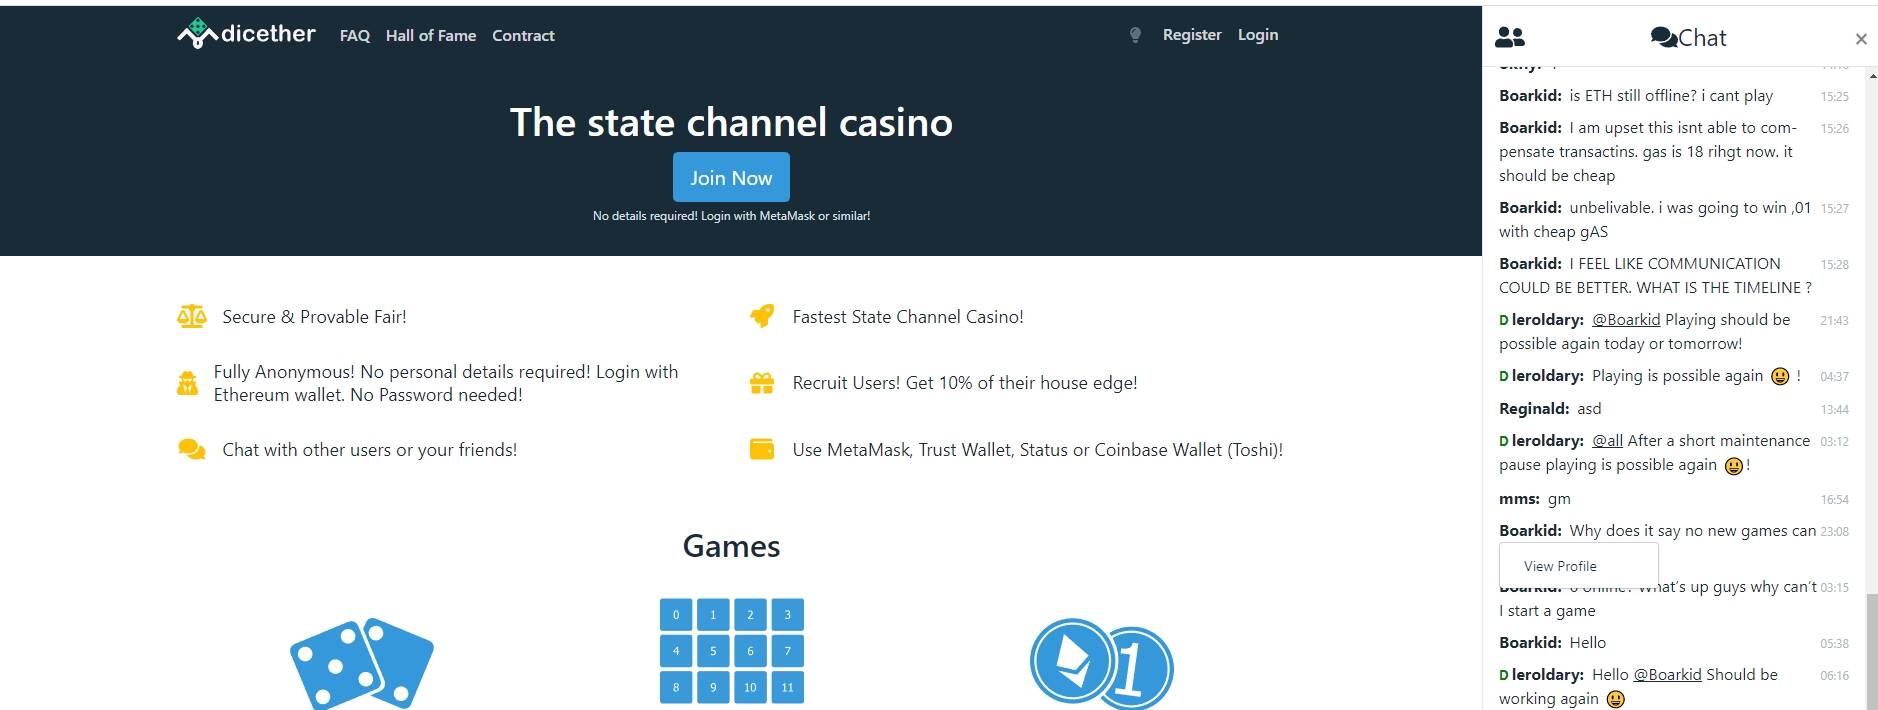 dicether FAQ Hall of Fame Contract Register Login
The state channel casino
Join Now
No details required! Login with MetaMask or similar!
Secure & Provable Fair!
Fastest State Channel Casino!
Fully Anonymous! No personal details required! Login with
Ethereum wallet. No Password needed!
Recruit Users! Get 10% of their house edge!
Chat with other users or your friends!
Use MetaMask, Trust Wallet, Status or Coinbase Wallet (Toshi)!
Games
0 1 2 3
4 5 6 7
8 9 10 11
1
Chat ×
Boarkid: is ETH still offline? i cant play 15:25
Boarkid: I am upset this isnt able to com- 15:26
pensate transactins. gas is 18 rihgt now. it
should be cheap
Boarkid: unbelivable. i was going to win ,01 15:27
with cheap gAS
Boarkid: I FEEL LIKE COMMUNICATION 15:28
COULD BE BETTER. WHAT IS THE TIMELINE ?
D leroldary: @Boarkid Playing should be 21:43
possible again today or tomorrow!
D leroldary: Playing is possible again 😃 ! 04:37
Reginald: asd 13:44
D leroldary: @all After a short maintenance 03:12
pause playing is possible again 😃 !
mms: gm 16:54
Boarkid: Why does it say no new games can 23:08
View Profile
Boarkid: 0 online? What's up guys why can't 03:15
I start a game
Boarkid: Hello 05:38
D leroldary: Hello @Boarkid Should be 06:16
working again 😃